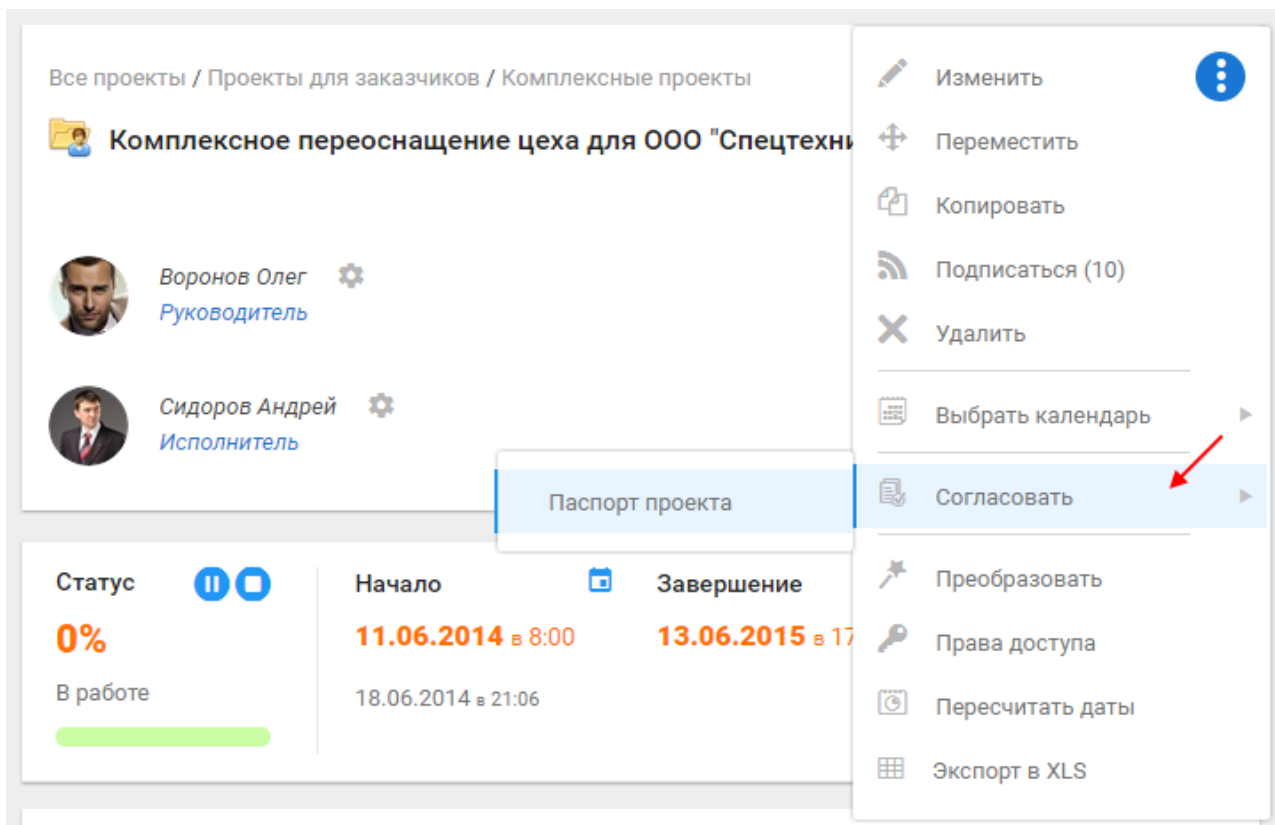 Все проекты / Проекты для заказчиков / Комплексные проекты
Комплексное переоснащение цеха для ООО "Спецтехни
Воронов Олег
Руководитель
Сидоров Андрей
Исполнитель
Изменить
Переместить
Копировать
Подписаться (10)
Удалить
Выбрать календарь
Согласовать
Паспорт проекта
Преобразовать
Права доступа
Пересчитать даты
Экспорт в XLS
Статус
0%
В работе
Начало
11.06.2014 в 8:00
18.06.2014 в 21:06
Завершение
13.06.2015 в 17